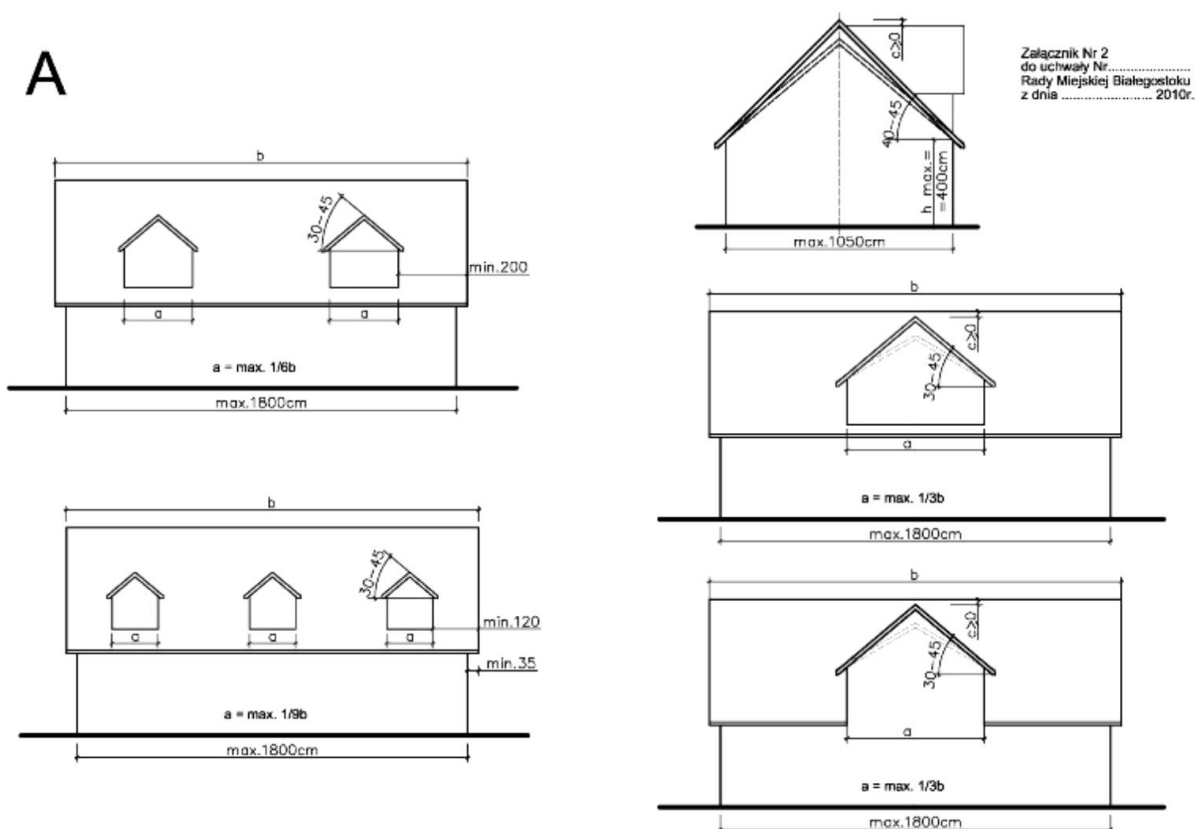 A
Załącznik Nr 2
do uchwały Nr......................
Rady Miejskiej Białegostoku
z dnia ...................... 2010r.
c≥0
40-45
h max.=
=400cm
max.1050cm
b
30-45
min.200
a
a
a = max. 1/6b
max.1800cm
b
c≥0
30-45
a
a = max. 1/3b
max.1800cm
b
30-45
a
a
a
min.120
min.35
a = max. 1/9b
max.1800cm
b
c≥0
30-45
a
a = max. 1/3b
max.1800cm